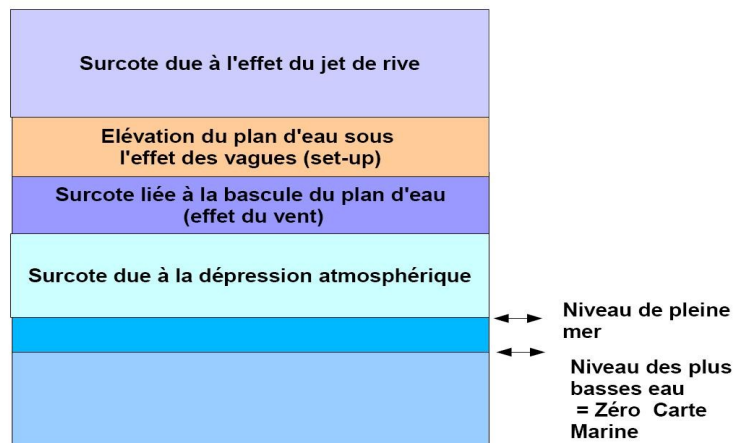 Surcote due à l'effet du jet de rive
Elévation du plan d'eau sous
l'effet des vagues (set-up)
Surcote liée à la bascule du plan d'eau
(effet du vent)
Surcote due à la dépression atmosphérique
Niveau de pleine
mer
Niveau des plus
basses eau
= Zéro Carte
Marine